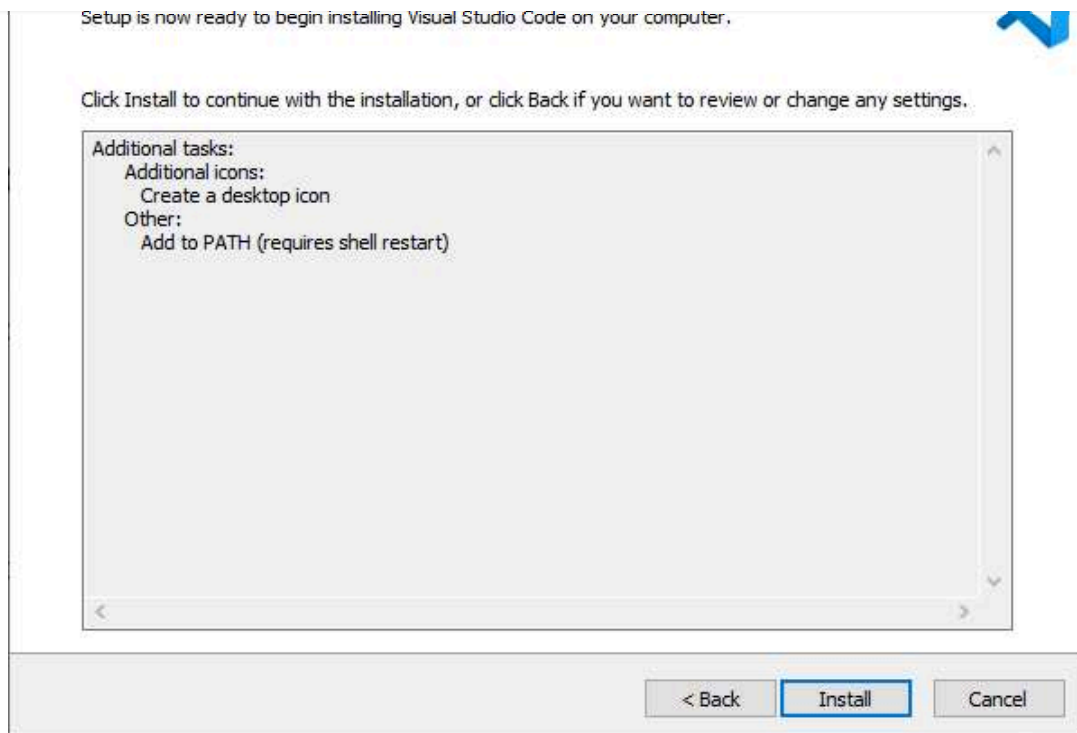 Setup is now ready to begin installing Visual Studio Code on your computer.
Click Install to continue with the installation, or click Back if you want to review or change any settings.
Additional tasks:
Additional icons:
Create a desktop icon
Other:
Add to PATH (requires shell restart)
< Back Install Cancel